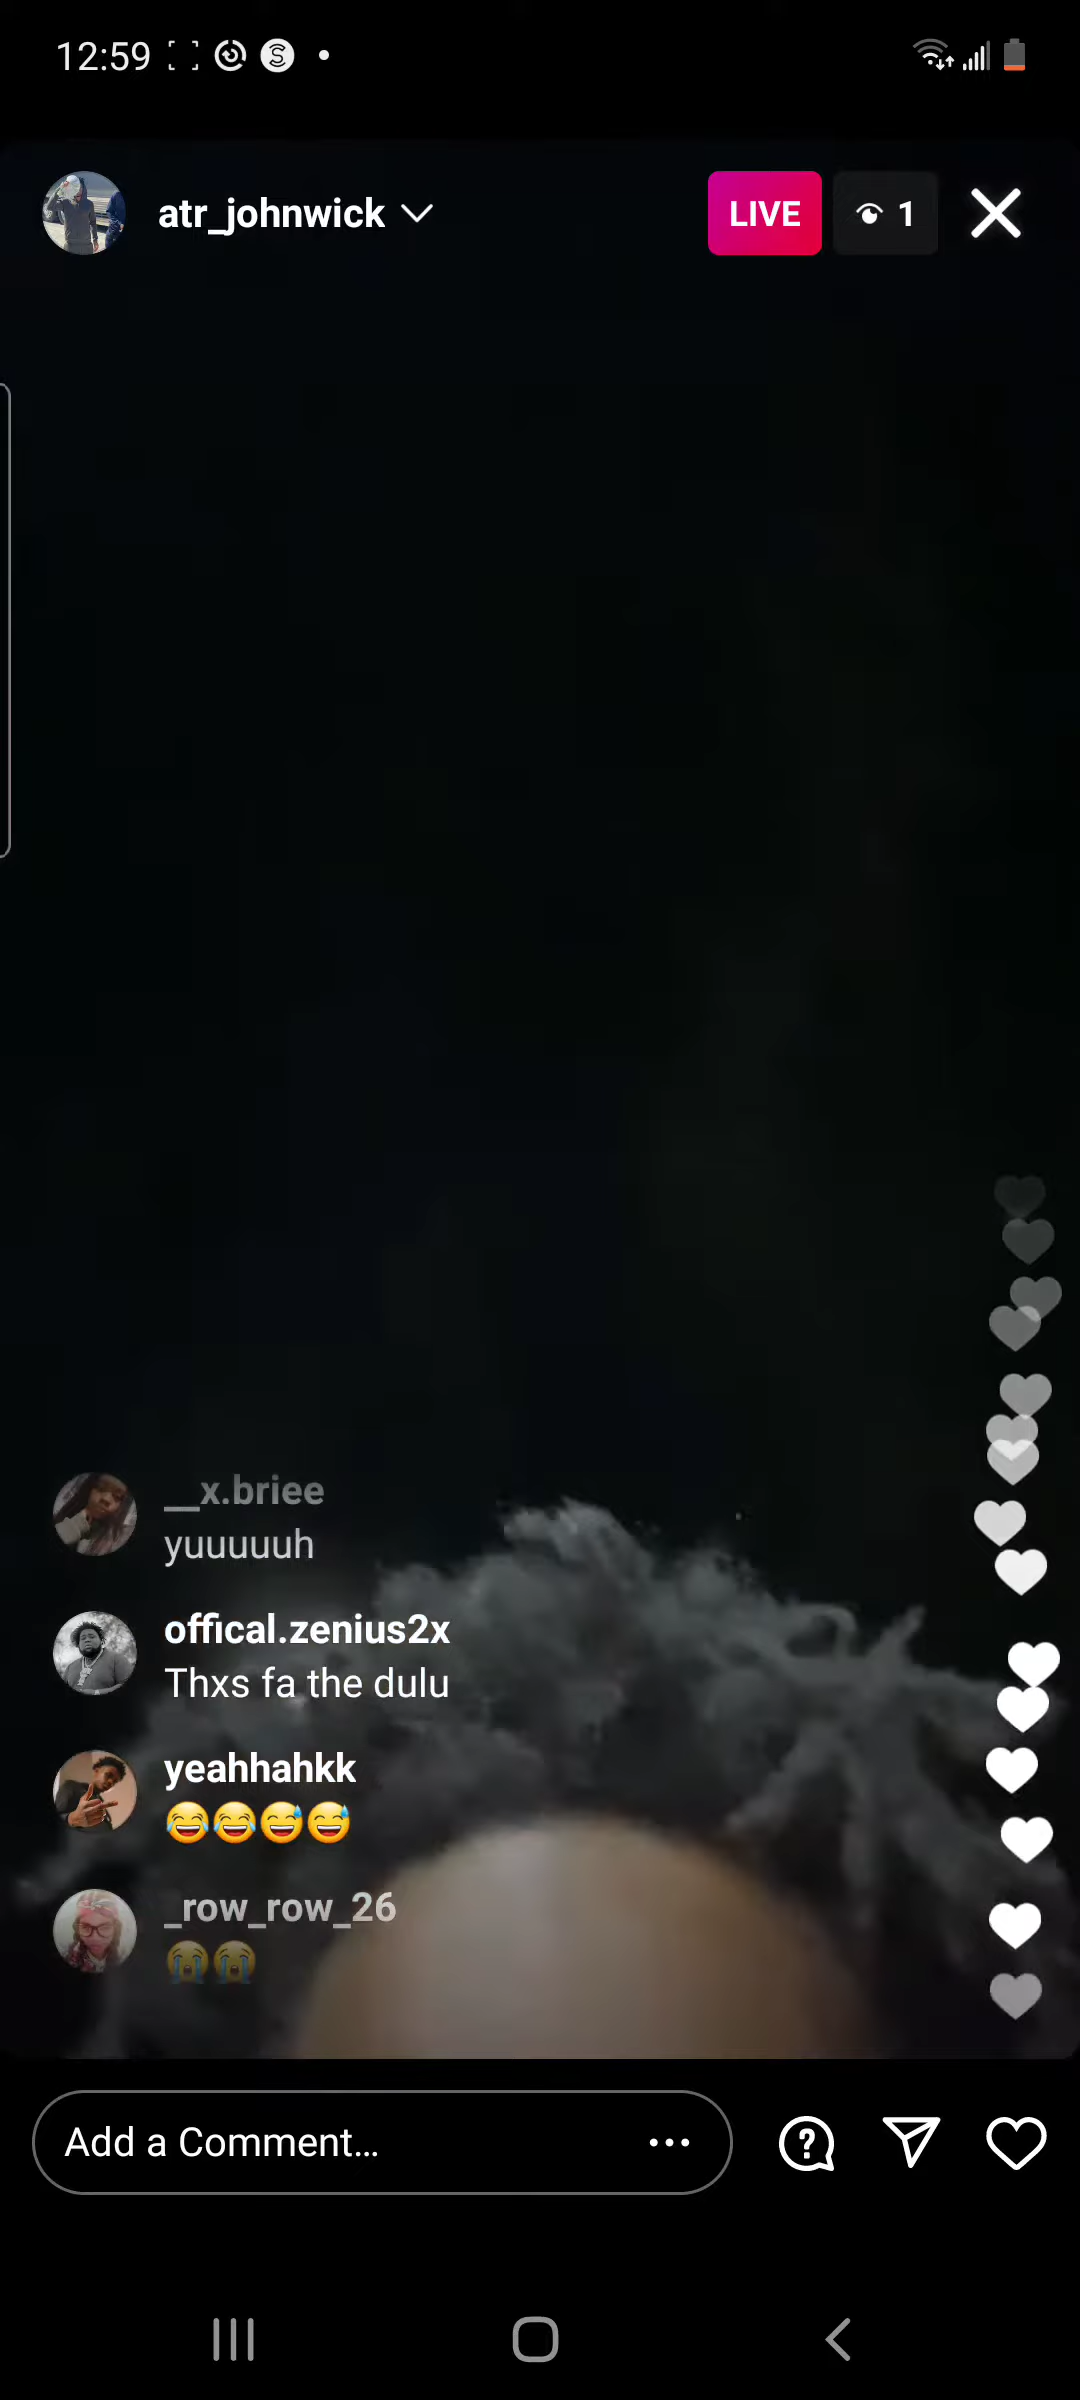 12:59
atr_johnwick
LIVE
1
__x.briee
yuuuuuh
offical.zenius2x
Thxs fa the dulu
yeahhahkk
😂😂😅😅
_row_row_26
😭😭
Add a Comment...